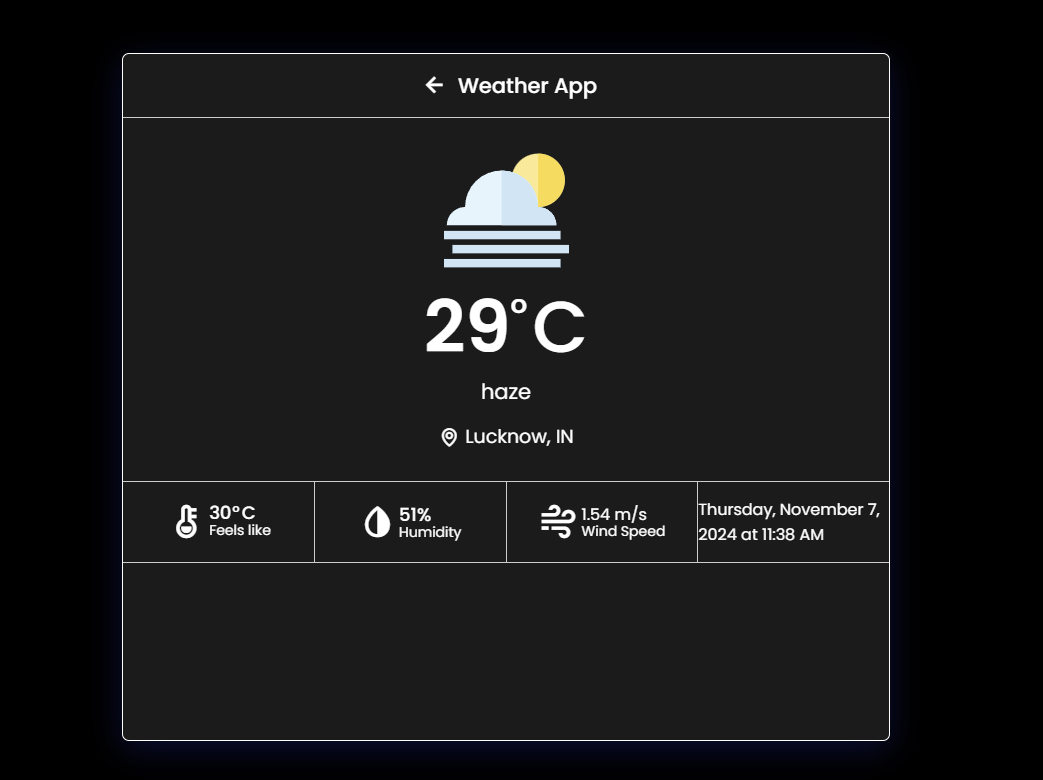 Weather App
29°C
haze
Lucknow, IN
30°C
Feels like
51%
Humidity
1.54 m/s
Wind Speed
Thursday, November 7,
2024 at 11:38 AM